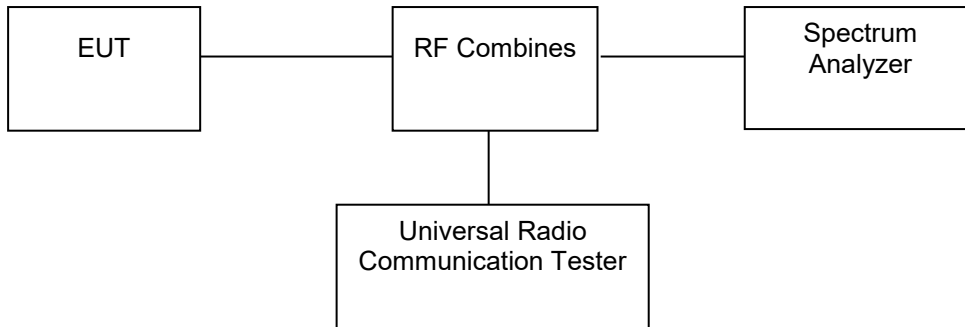 EUT
RF Combines
Spectrum
Analyzer
Universal Radio
Communication Tester